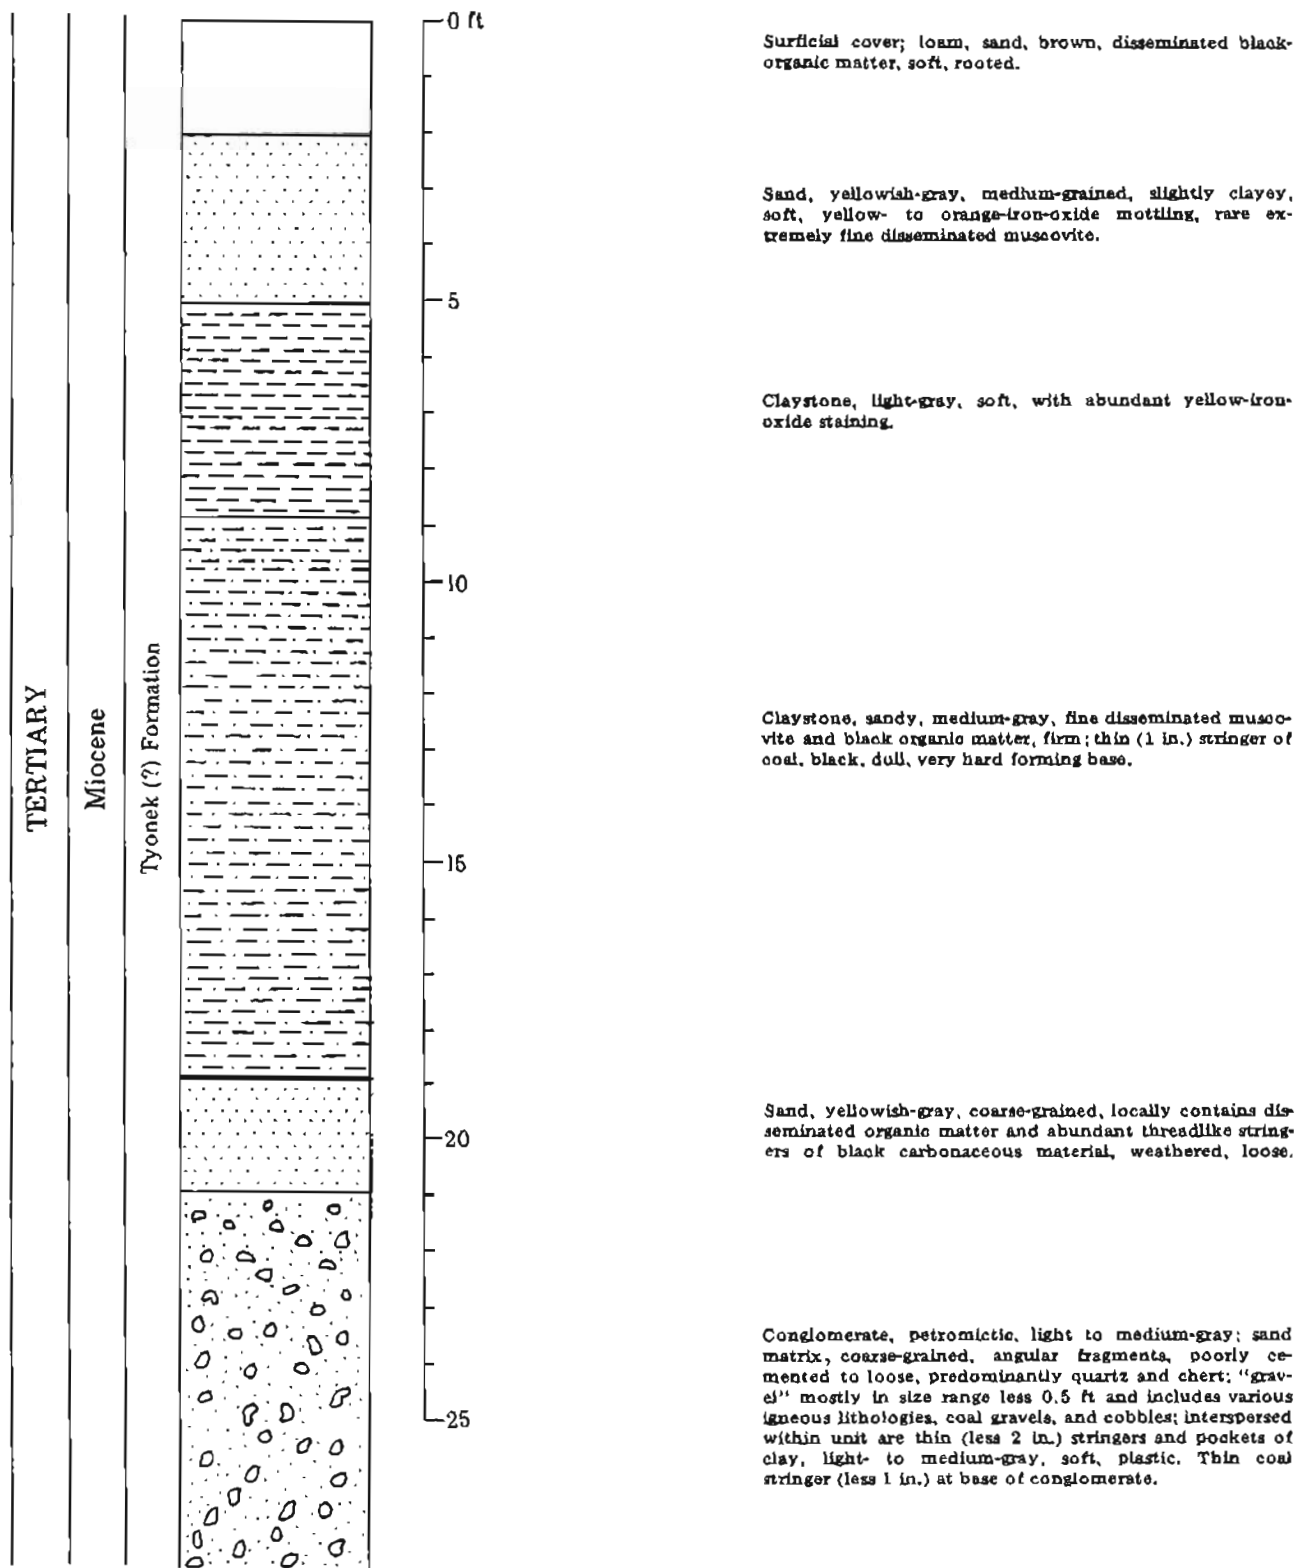 0 ft
Surficial cover; loam, sand, brown, disseminated black-
organic matter, soft, rooted.
Sand, yellowish-gray, medium-grained, slightly clayey,
soft, yellow- to orange-iron-oxide mottling, rare ex-
tremely fine disseminated muscovite.
5
Claystone, light-gray, soft, with abundant yellow-iron-
oxide staining.
10
TERTIARY
Miocene
Tyonek (?) Formation
Claystone, sandy, medium-gray, fine disseminated musco-
vite and black organic matter, firm; thin (1 in.) stringer of
coal, black, dull, very hard forming base.
15
Sand, yellowish-gray, coarse-grained, locally contains dis-
seminated organic matter and abundant threadlike string-
ers of black carbonaceous material, weathered, loose.
20
Conglomerate, petromictic, light to medium-gray; sand
matrix, coarse-grained, angular fragments, poorly ce-
mented to loose, predominantly quartz and chert; "grav-
el" mostly in size range less 0.5 ft and includes various
igneous lithologies, coal gravels, and cobbles; interspersed
within unit are thin (less 2 in.) stringers and pockets of
clay, light- to medium-gray, soft, plastic. Thin coal
stringer (less 1 in.) at base of conglomerate.
25